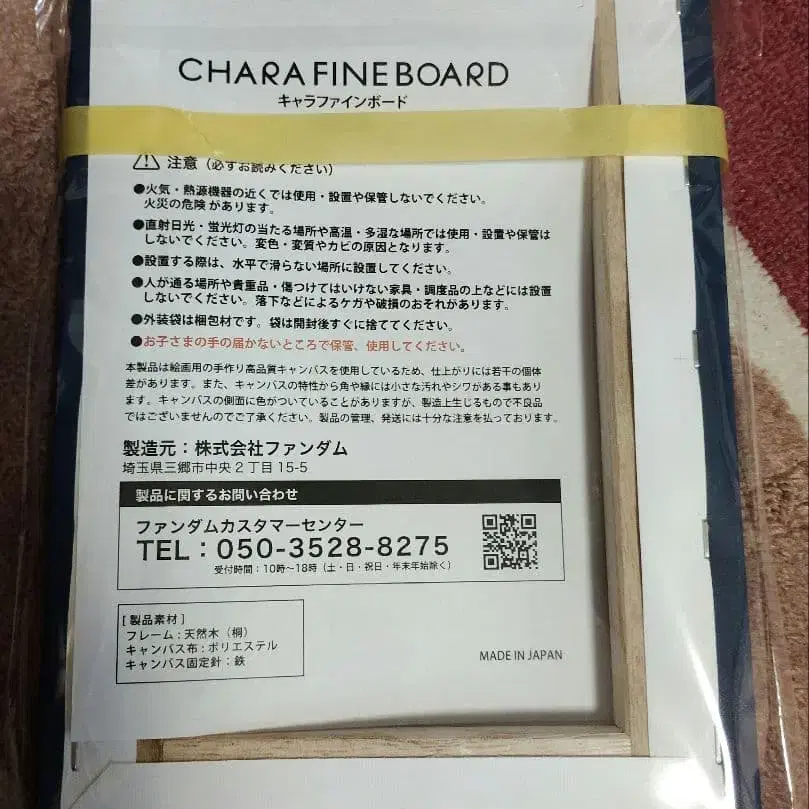 CHARA FINE BOARD
キャラファインボード
注意（必ずお読みください）
●火気・熱源機器の近くでは使用・設置や保管しないでください。
火災の危険があります。
●直射日光・蛍光灯の当たる場所や高温・多湿な場所では使用・設置や保管は
しないでください。変色・変質やカビの原因となります。
●設置する際は、水平で滑らない場所に設置してください。
●人が通る場所や貴重品・傷つけてはいけない家具・調度品の上などには設置
しないでください。落下などによるケガや破損のおそれがあります。
●外装袋は梱包材です。袋は開封後すぐに捨ててください。
●お子さまの手の届かないところで保管、使用してください。
本製品は絵画用の手作り高品質キャンバスを使用しているため、仕上がりには若干の個体
差があります。また、キャンバスの特性から角や縁には小さな汚れやシワがある事もあり
ます。キャンバスの側面に色がついていることがありますが、製造上生じるもので不良品
ではございませんのでご了承ください。製品の管理、発送には十分な注意を払っております。
製造元：株式会社ファンダム
埼玉県三郷市中央2丁目15-5
製品に関するお問い合わせ
ファンダムカスタマーセンター
TEL：050-3528-8275
受付時間：10時〜18時（土・日・祝日・年末年始除く）
[製品素材]
フレーム：天然木（桐）
キャンバス布：ポリエステル
キャンバス固定針：鉄
MADE IN JAPAN